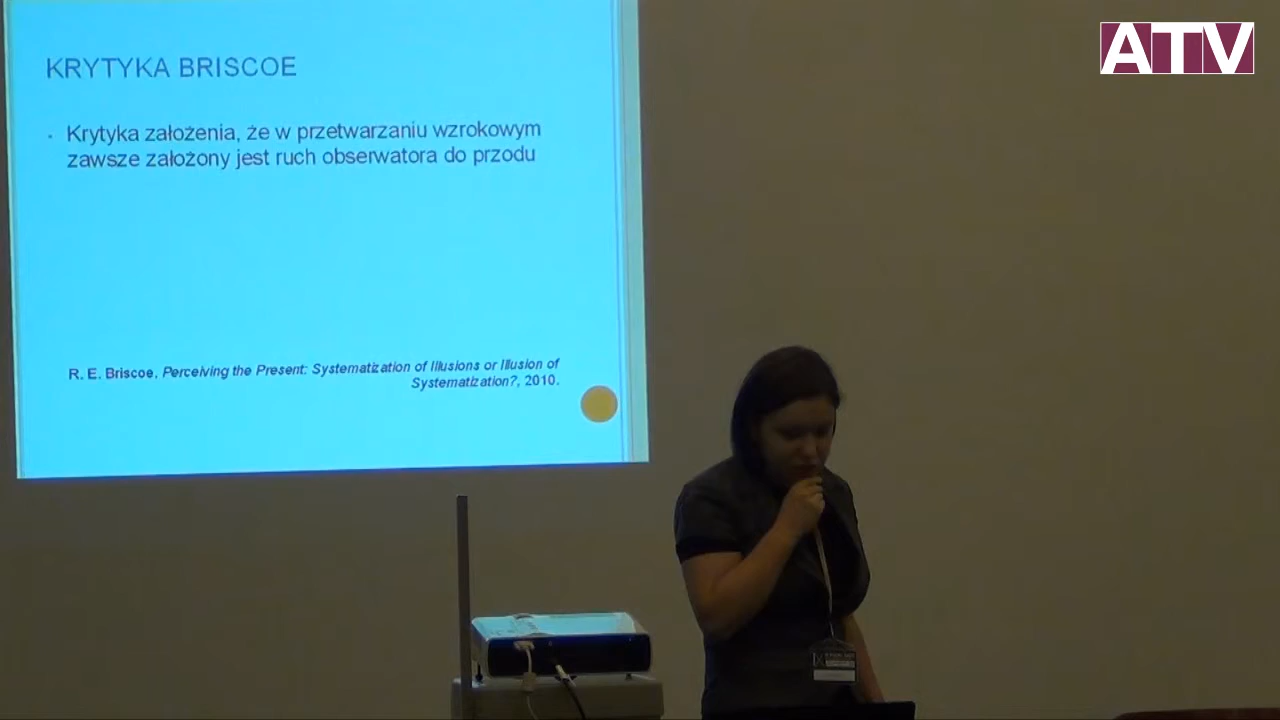 ATV
KRYTYKA BRISCOE
Krytyka założenia, że w przetwarzaniu wzrokowym
zawsze założony jest ruch obserwatora do przodu
R. E. Briscoe, Perceiving the Present: Systematization of Illusions or Illusion of
Systematization?, 2010.